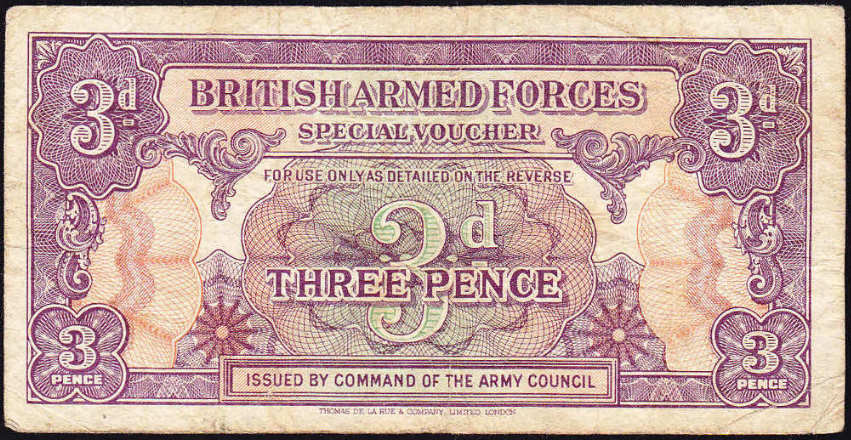 3d 3d
BRITISH ARMED FORCES
SPECIAL VOUCHER
FOR USE ONLY AS DETAILED ON THE REVERSE
3d
THREE PENCE
3 PENCE 3 PENCE
ISSUED BY COMMAND OF THE ARMY COUNCIL
THOMAS DE LA RUE & COMPANY, LIMITED, LONDON